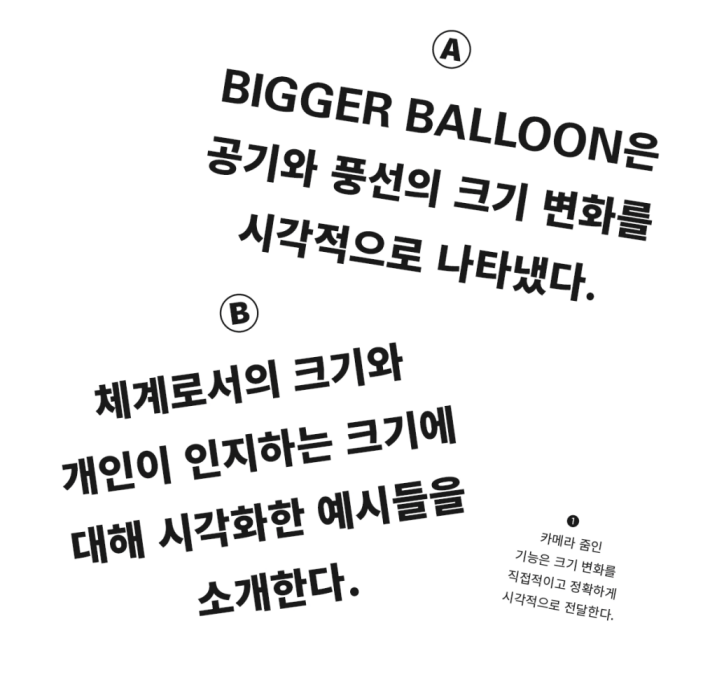 Ⓐ
BIGGER BALLOON은
공기와 풍선의 크기 변화를
시각적으로 나타냈다.
Ⓑ
체계로서의 크기와
개인이 인지하는 크기에
대해 시각화한 예시들을
소개한다.
❶
카메라 줌인
기능은 크기 변화를
직접적이고 정확하게
시각적으로 전달한다.